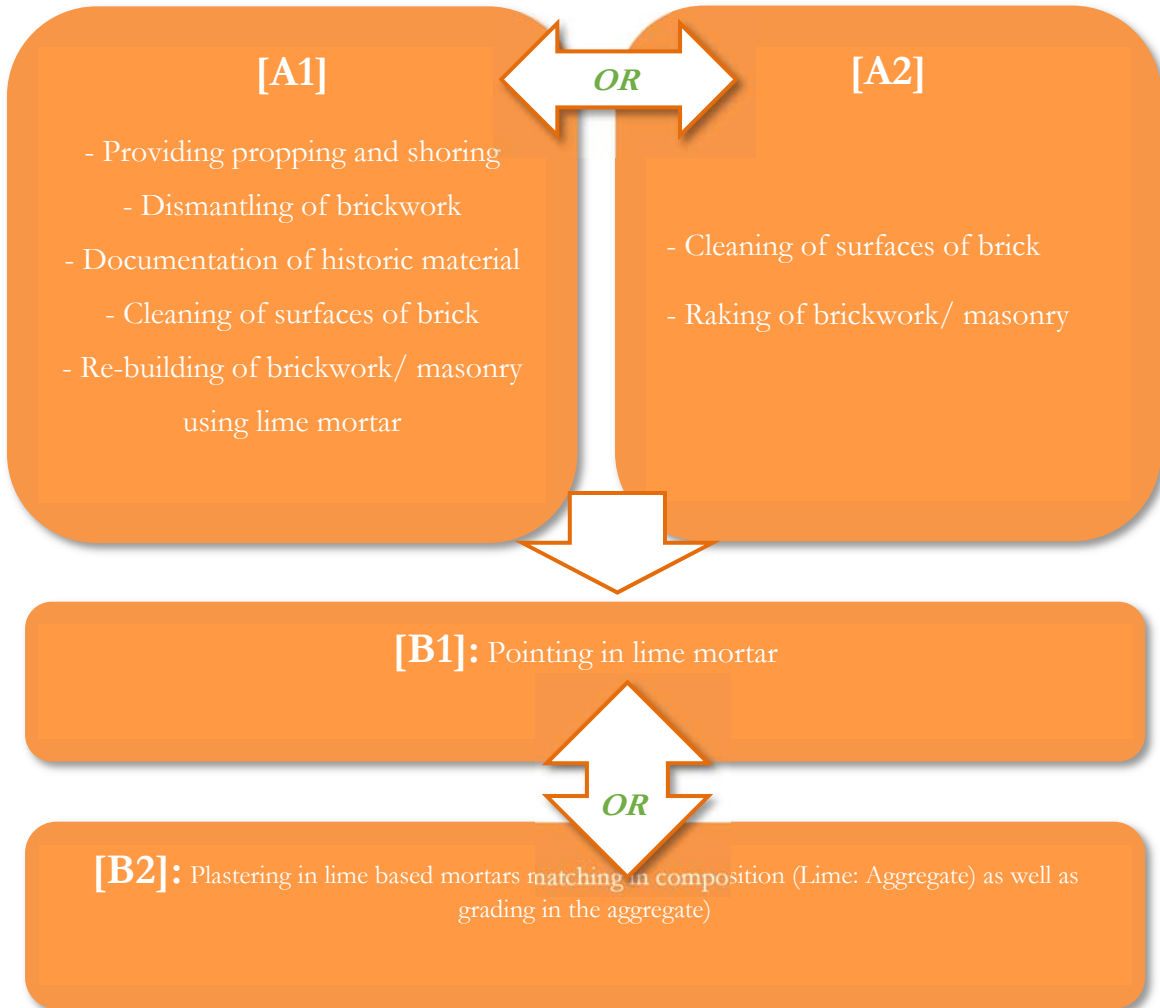 [A1]
- Providing propping and shoring
- Dismantling of brickwork
- Documentation of historic material
- Cleaning of surfaces of brick
- Re-building of brickwork/ masonry
using lime mortar
OR
[A2]
- Cleaning of surfaces of brick
- Raking of brickwork/ masonry
[B1]: Pointing in lime mortar
OR
[B2]: Plastering in lime based mortars matching in composition (Lime: Aggregate) as well as
grading in the aggregate)